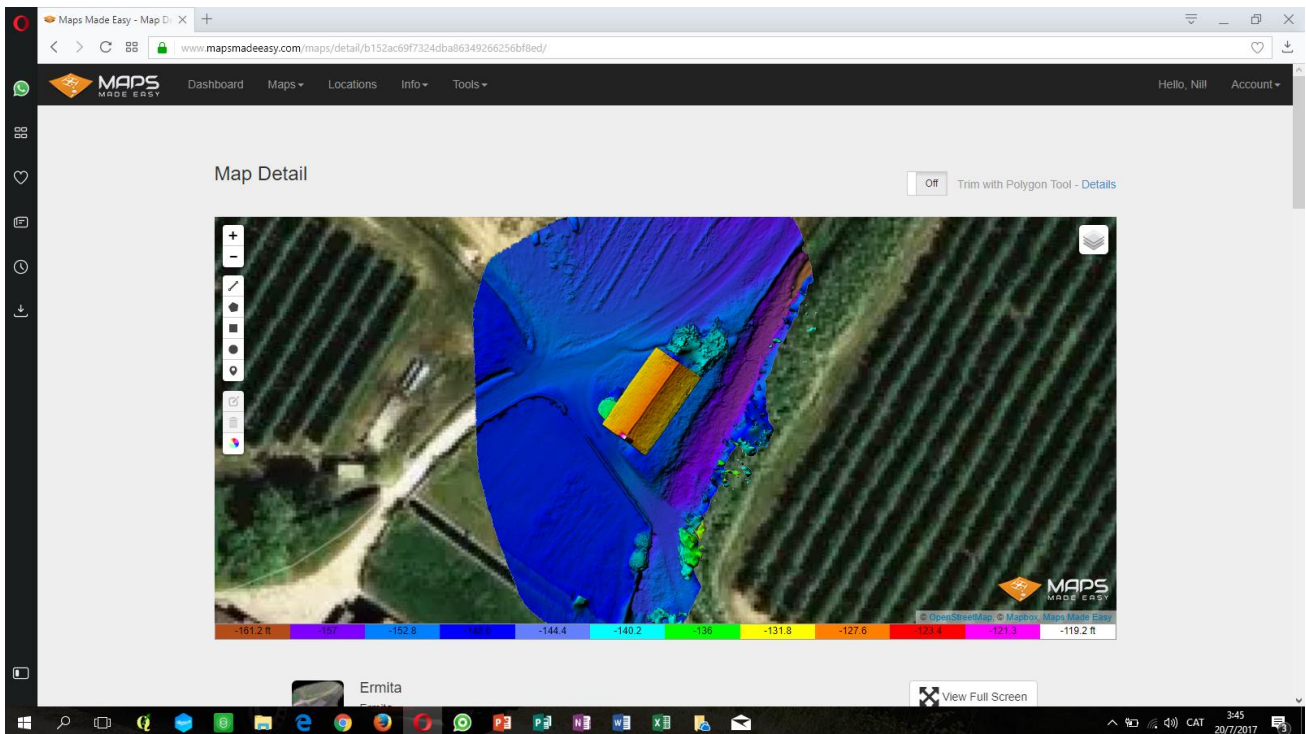 Maps Made Easy - Map D
www.mapsmadeeasy.com/maps/detail/b152ac69f7324dba86349266256bf8ed/
MAPS
MADE EASY
Dashboard Maps Locations Info Tools Hello, Nil! Account
Map Detail
Off Trim with Polygon Tool - Details
+
-
MAPS
MADE EASY
© OpenStreetMap, © Mapbox, Maps Made Easy
-161.2 ft -157 -152.8 -148.6 -144.4 -140.2 -136 -131.8 -127.6 -123.4 -121.3 -119.2 ft
Ermita
View Full Screen
CAT
3:45
20/7/2017